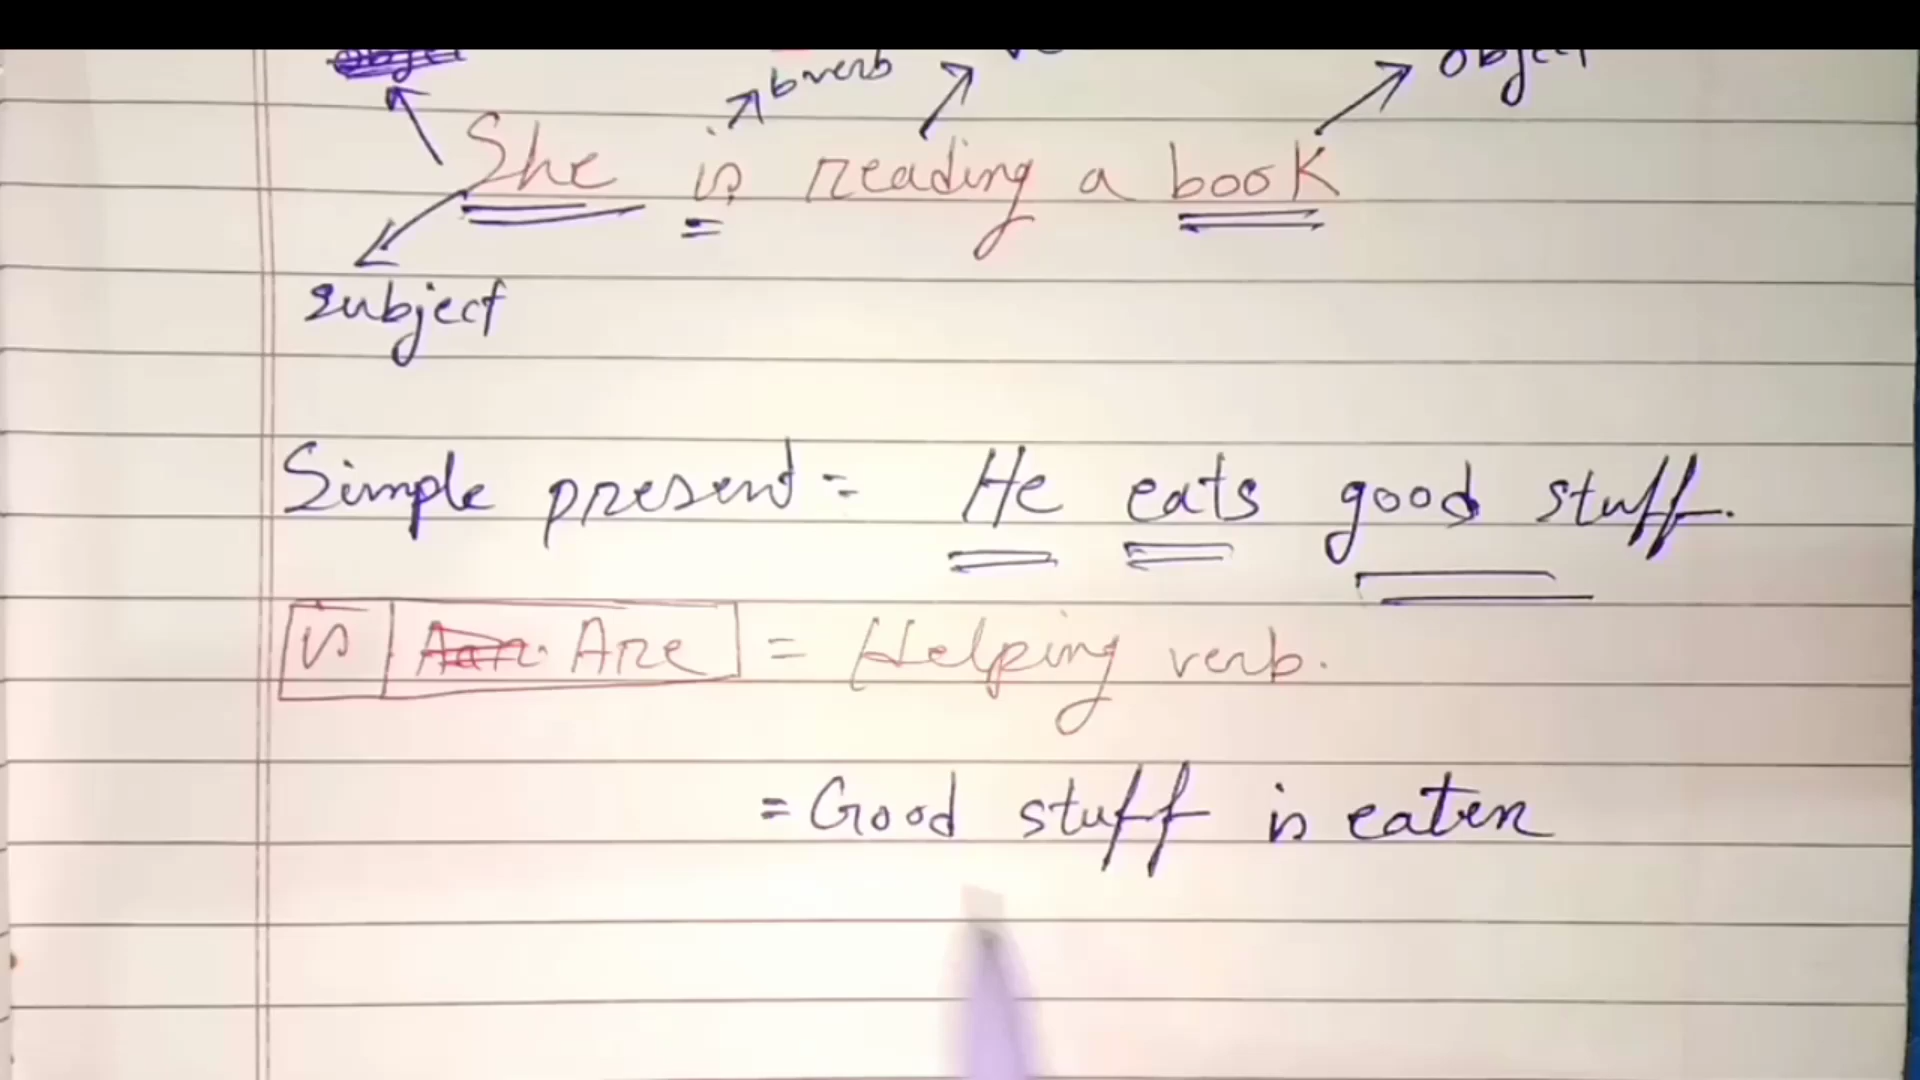 verb object
She is reading a book
subject
Simple present = He eats good stuff.
is Are = Helping verb.
= Good stuff is eaten